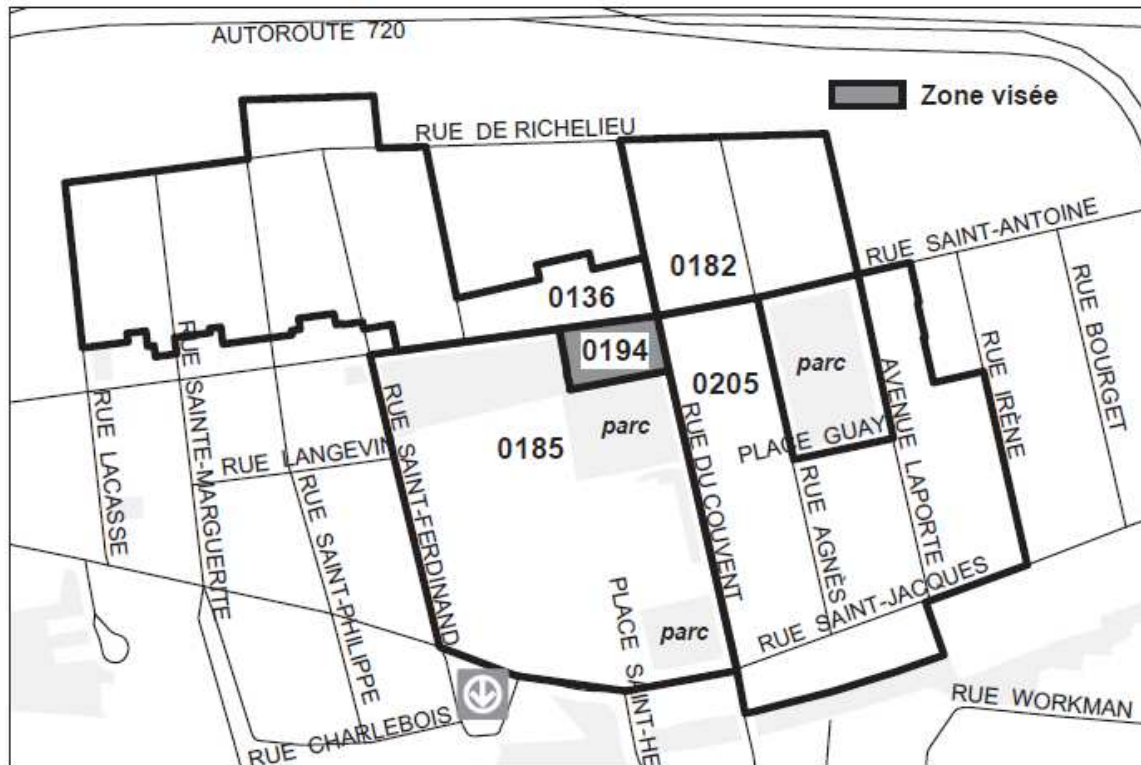 AUTOROUTE 720
Zone visée
RUE DE RICHELIEU
RUE SAINT-ANTOINE
0182
0136
0194
0205
parc
0185
parc
RUE LACASSE
RUE SAINTE-MARGUERITE
RUE LANGEVIN
RUE SAINT-PHILIPPE
RUE SAINT-FERDINAND
RUE DU COUVENT
PLACE GUAY
RUE AGNÈS
AVENUE LAPORTE
RUE IRÈNE
RUE BOURGET
RUE SAINT-JACQUES
PLACE SAINT-HE
parc
RUE CHARLEBOIS
RUE WORKMAN